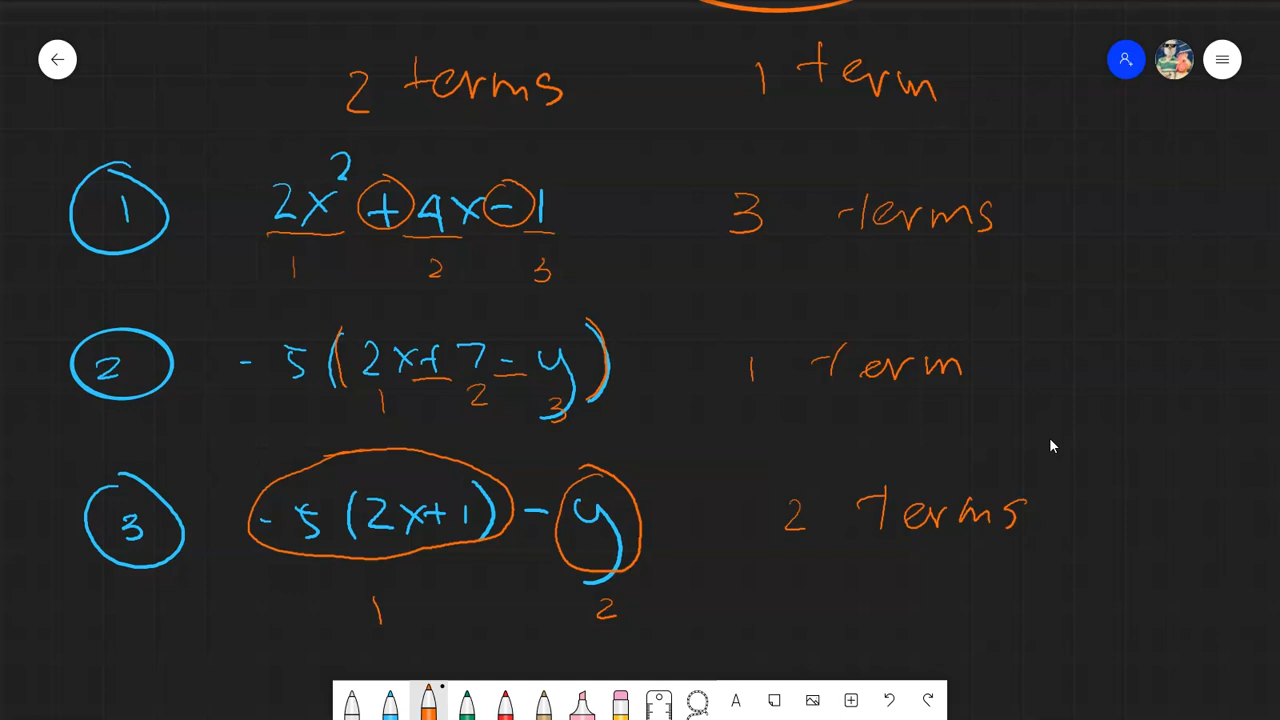 2 terms 1 term
1 2x² + 4x - 1 3 terms
1 2 3
2 - 5 (2x + 7 - y) 1 term
1 2 3
3 - 5 (2x + 1) - y 2 terms
1 2
A